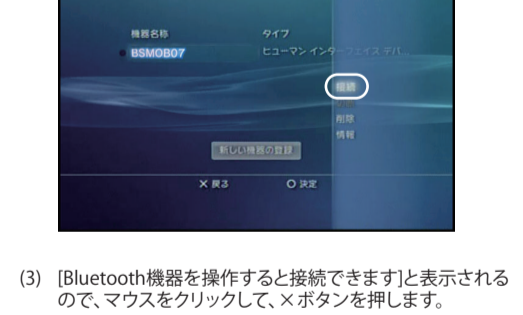 機器名称 タイプ
BSMOB07 ヒューマン インターフェイス デバ...
接続
削除
情報
新しい機器の登録
× 戻る ○ 決定
(3) [Bluetooth機器を操作すると接続できます]と表示される
ので、マウスをクリックして、×ボタンを押します。